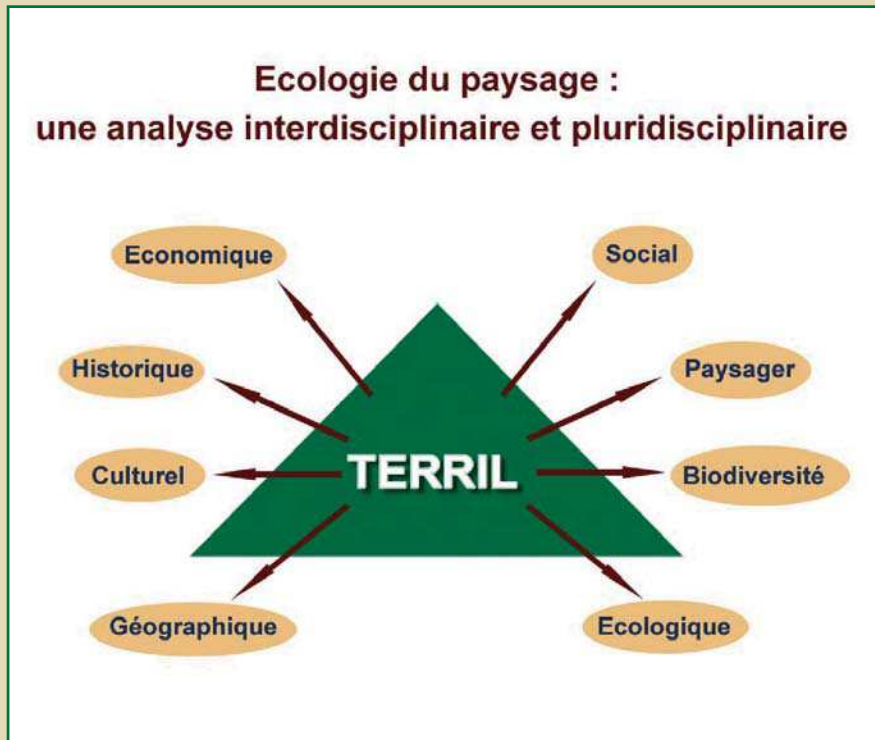 Ecologie du paysage :
une analyse interdisciplinaire et pluridisciplinaire
Economique
Social
Historique
Paysager
TERRIL
Culturel
Biodiversité
Géographique
Ecologique